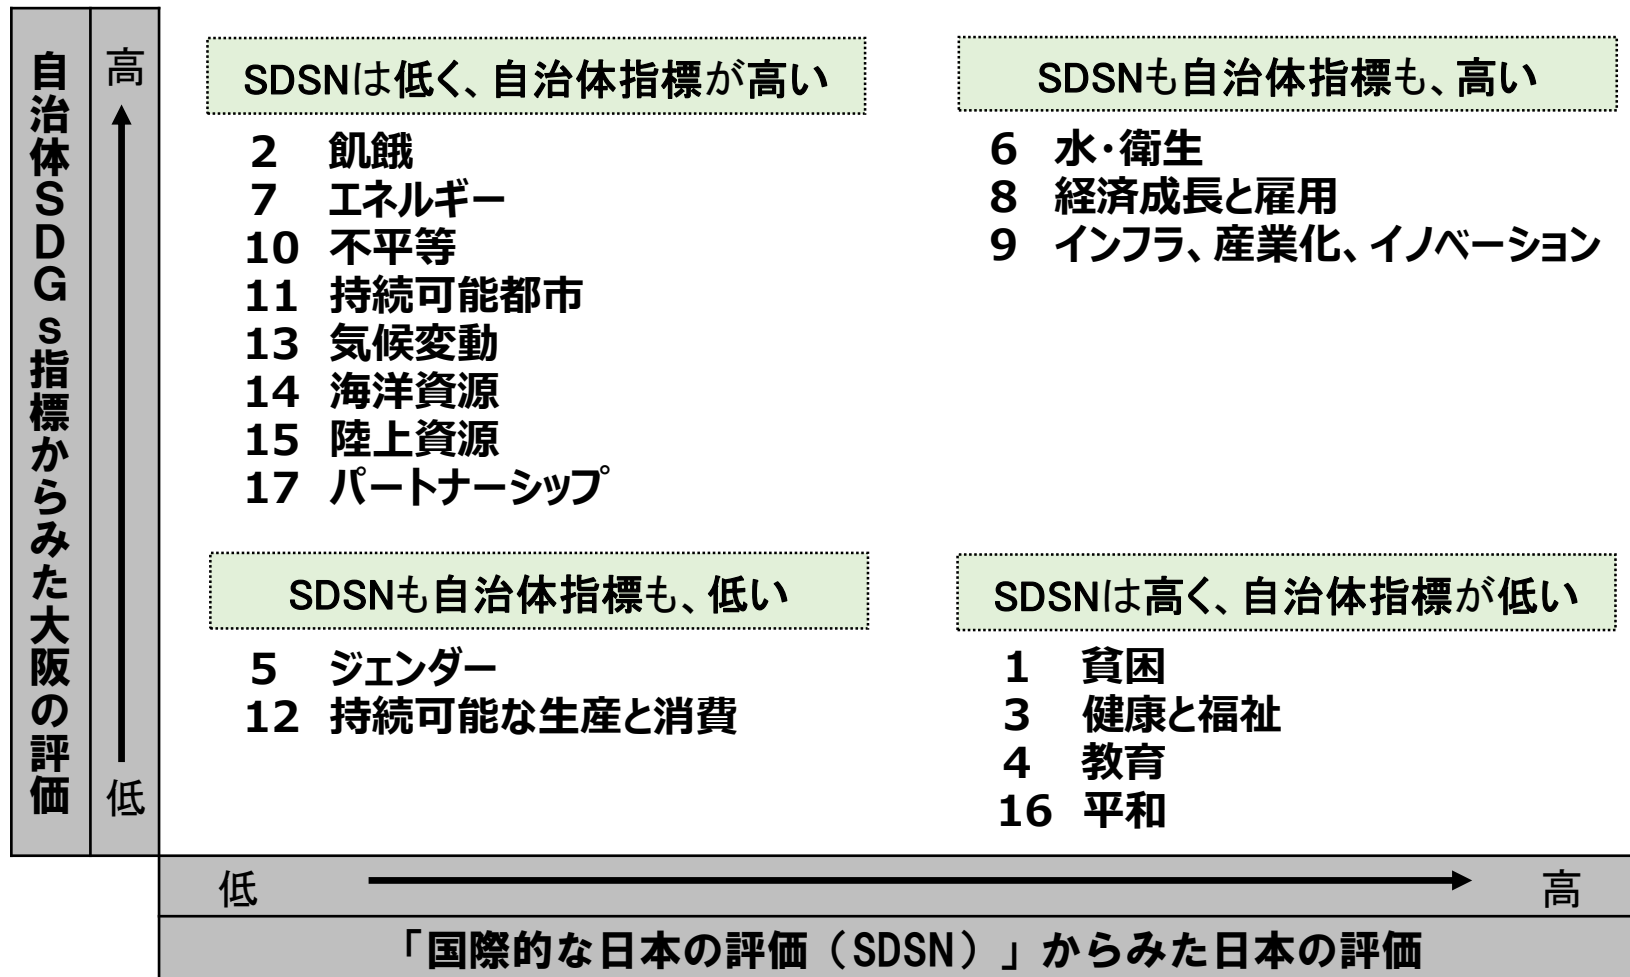 自治体SDGs指標からみた大阪の評価
高
低
SDSNは低く、自治体指標が高い
2 飢餓
7 エネルギー
10 不平等
11 持続可能都市
13 気候変動
14 海洋資源
15 陸上資源
17 パートナーシップ
SDSNも自治体指標も、高い
6 水・衛生
8 経済成長と雇用
9 インフラ、産業化、イノベーション
SDSNも自治体指標も、低い
5 ジェンダー
12 持続可能な生産と消費
SDSNは高く、自治体指標が低い
1 貧困
3 健康と福祉
4 教育
16 平和
低
高
「国際的な日本の評価（SDSN）」からみた日本の評価